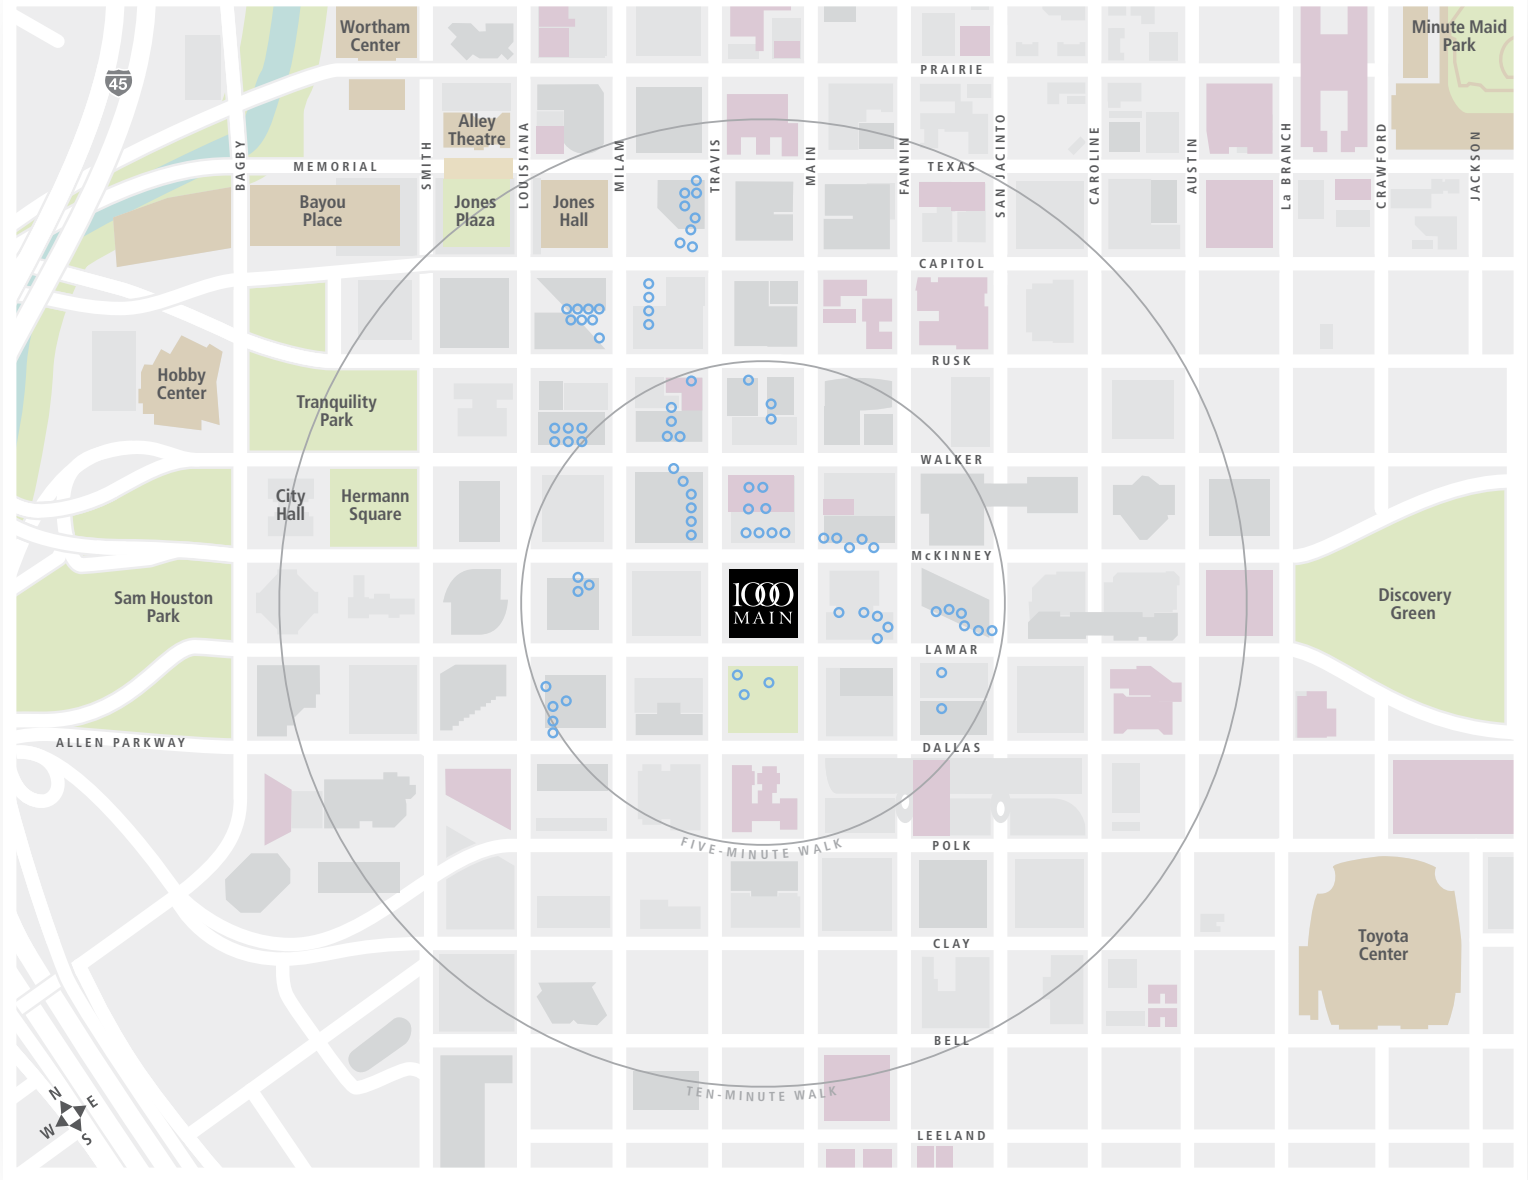 Wortham
Center
Minute Maid
Park
45
PRAIRIE
Alley
Theatre
BAGBY
SMITH
LOUISIANA
MILAM
TRAVIS
MAIN
FANNIN
SAN JACINTO
CAROLINE
AUSTIN
La BRANCH
CRAWFORD
JACKSON
MEMORIAL
TEXAS
Bayou
Place
Jones
Plaza
Jones
Hall
CAPITOL
RUSK
Hobby
Center
Tranquility
Park
WALKER
City
Hall
Hermann
Square
McKINNEY
Sam Houston
Park
1000
MAIN
Discovery
Green
LAMAR
ALLEN PARKWAY
DALLAS
FIVE-MINUTE WALK
POLK
CLAY
Toyota
Center
BELL
TEN-MINUTE WALK
N
E
W
S
LEELAND